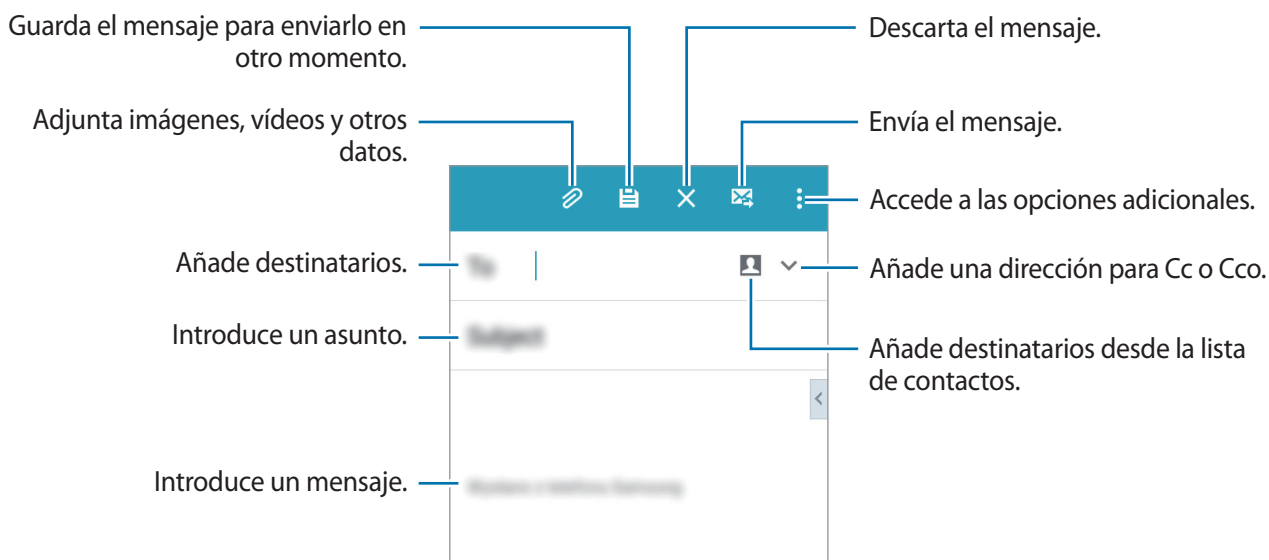 Guarda el mensaje para enviarlo en
otro momento.
Descarta el mensaje.
Adjunta imágenes, vídeos y otros
datos.
Envía el mensaje.
Accede a las opciones adicionales.
Añade destinatarios.
To
Añade una dirección para Cc o Cco.
Introduce un asunto.
Subject
Añade destinatarios desde la lista
de contactos.
Introduce un mensaje.